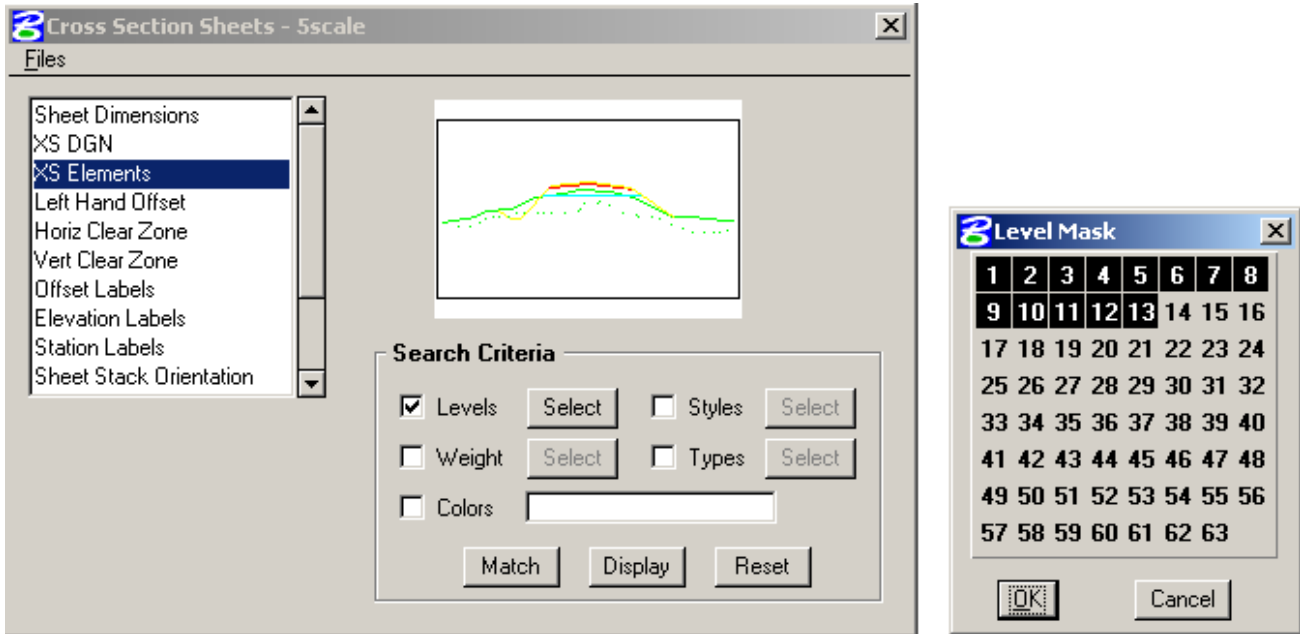 Cross Section Sheets - 5scale
Files
Sheet Dimensions
XS DGN
XS Elements
Left Hand Offset
Horiz Clear Zone
Vert Clear Zone
Offset Labels
Elevation Labels
Station Labels
Sheet Stack Orientation
Search Criteria
Levels Select Styles Select
Weight Select Types Select
Colors
Match Display Reset
Level Mask
1 2 3 4 5 6 7 8
9 10 11 12 13 14 15 16
17 18 19 20 21 22 23 24
25 26 27 28 29 30 31 32
33 34 35 36 37 38 39 40
41 42 43 44 45 46 47 48
49 50 51 52 53 54 55 56
57 58 59 60 61 62 63
OK Cancel